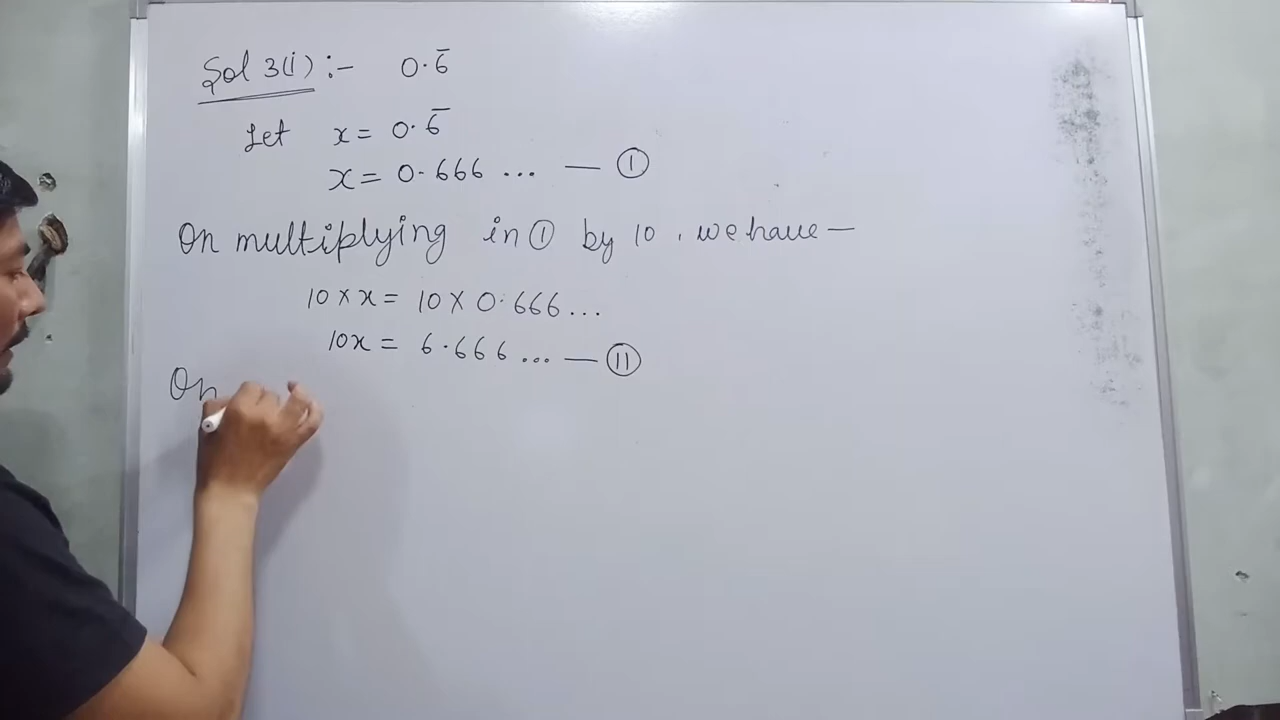 Sol 3(i) :- 0.6̅
Let x = 0.6̅
x = 0.666 ... — ①
On multiplying in ① by 10, we have —
10 × x = 10 × 0.666...
10x = 6.666 ... — ⑪
On